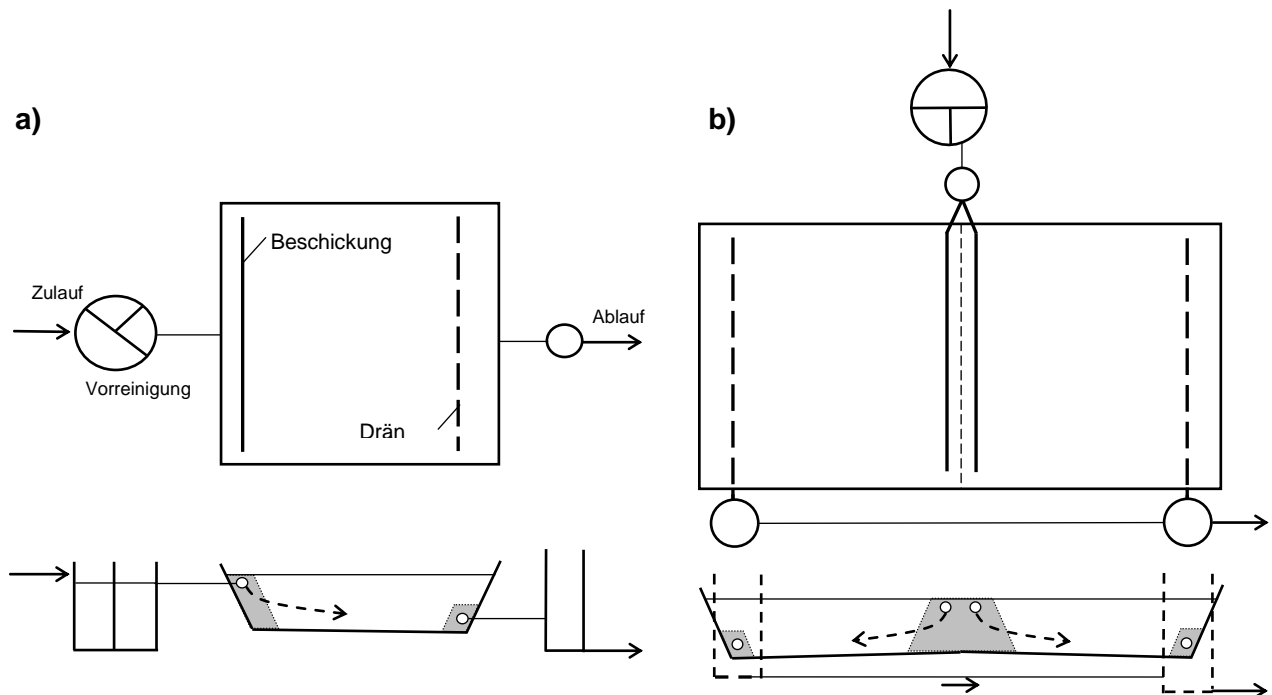 a)
b)
Beschickung
Zulauf
Ablauf
Vorreinigung
Drän